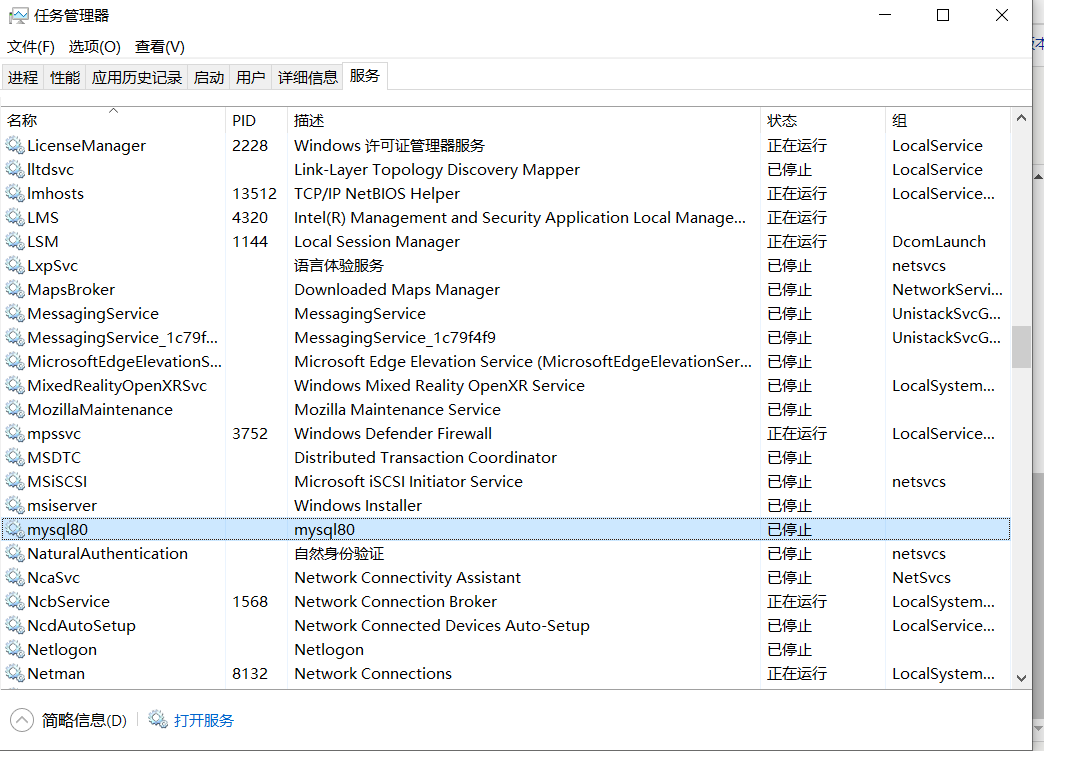 任务管理器
文件(F) 选项(O) 查看(V)
进程 性能 应用历史记录 启动 用户 详细信息 服务
名称 PID 描述 状态 组
LicenseManager 2228 Windows 许可证管理器服务 正在运行 LocalService
lltdsvc Link-Layer Topology Discovery Mapper 已停止 LocalService
lmhosts 13512 TCP/IP NetBIOS Helper 正在运行 LocalService...
LMS 4320 Intel(R) Management and Security Application Local Manage... 正在运行
LSM 1144 Local Session Manager 正在运行 DcomLaunch
LxpSvc 语言体验服务 已停止 netsvcs
MapsBroker Downloaded Maps Manager 已停止 NetworkServi...
MessagingService MessagingService 已停止 UnistackSvcG...
MessagingService_1c79f... MessagingService_1c79f4f9 已停止 UnistackSvcG...
MicrosoftEdgeElevationS... Microsoft Edge Elevation Service (MicrosoftEdgeElevationSer... 已停止
MixedRealityOpenXRSvc Windows Mixed Reality OpenXR Service 已停止 LocalSystem...
MozillaMaintenance Mozilla Maintenance Service 已停止
mpssvc 3752 Windows Defender Firewall 正在运行 LocalService...
MSDTC Distributed Transaction Coordinator 已停止
MSiSCSI Microsoft iSCSI Initiator Service 已停止 netsvcs
msiserver Windows Installer 已停止
mysql80 mysql80 已停止
NaturalAuthentication 自然身份验证 已停止 netsvcs
NcaSvc Network Connectivity Assistant 已停止 NetSvcs
NcbService 1568 Network Connection Broker 正在运行 LocalSystem...
NcdAutoSetup Network Connected Devices Auto-Setup 已停止 LocalService...
Netlogon Netlogon 已停止
Netman 8132 Network Connections 正在运行 LocalSystem...
简略信息(D) 打开服务